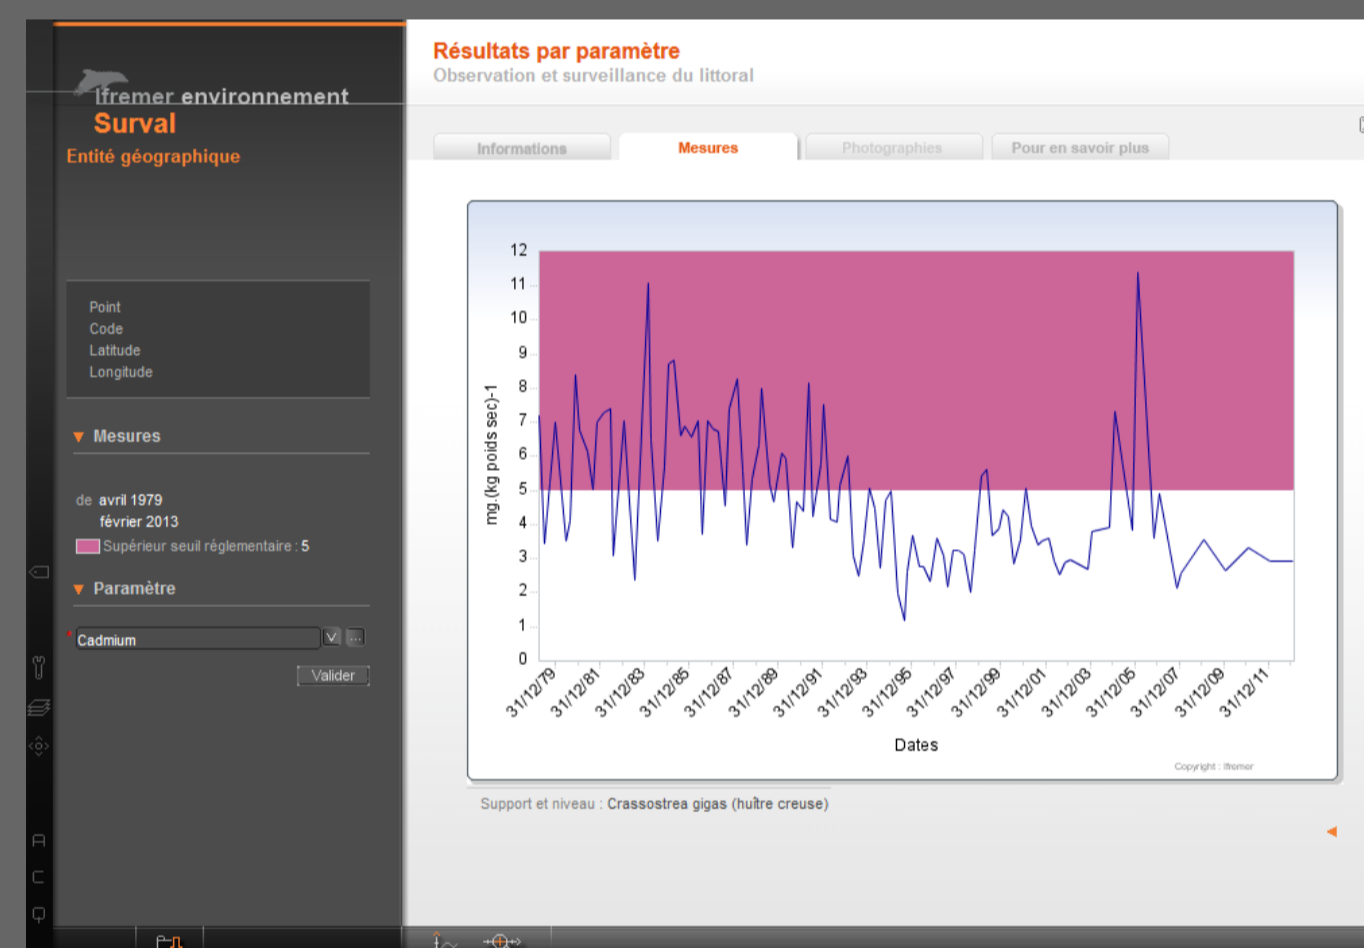 Ifremer environnement
Surval
Entité géographique
Point
Code
Latitude
Longitude
▼ Mesures
de avril 1979
février 2013
Supérieur seuil réglementaire : 5
▼ Paramètre
* Cadmium V ...
Valider
Résultats par paramètre
Observation et surveillance du littoral
Informations Mesures Photographies Pour en savoir plus
12
11
10
9
8
7
6
5
4
3
2
1
0
mg.(kg poids sec)-1
31/12/79 31/12/81 31/12/83 31/12/85 31/12/87 31/12/89 31/12/91 31/12/93 31/12/95 31/12/97 31/12/99 31/12/01 31/12/03 31/12/05 31/12/07 31/12/09 31/12/11
Dates
Copyright : Ifremer
Support et niveau : Crassostrea gigas (huître creuse)